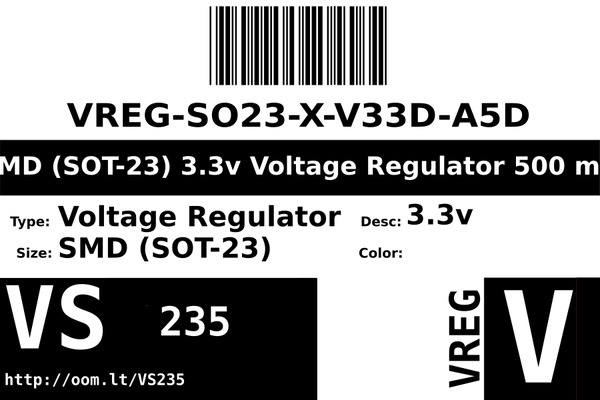 VREG-SO23-X-V33D-A5D
MD (SOT-23) 3.3v Voltage Regulator 500 m
Type: Voltage Regulator Desc: 3.3v
Size: SMD (SOT-23) Color:
VS 235
http://oom.lt/VS235
VREG V